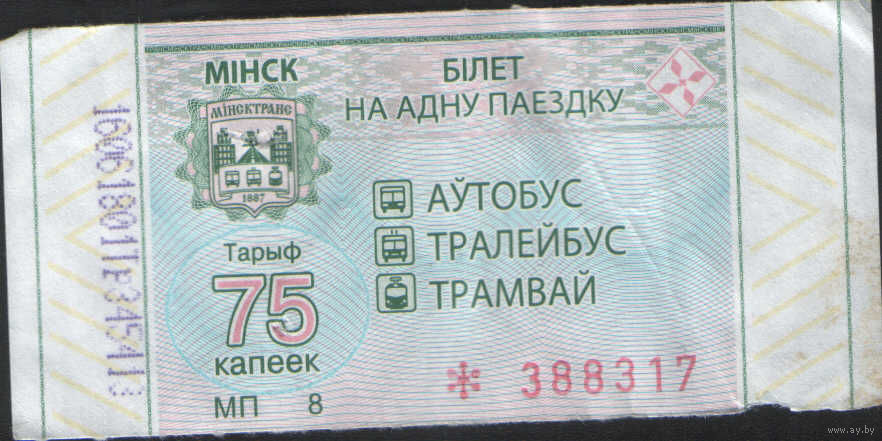 МІНСК
БІЛЕТ
НА АДНУ ПАЕЗДКУ
МІНСКТРАНС
1887
АЎТОБУС
ТРАЛЕЙБУС
ТРАМВАЙ
Тарыф
75
капеек
МП 8
* 388317
www.ay.by